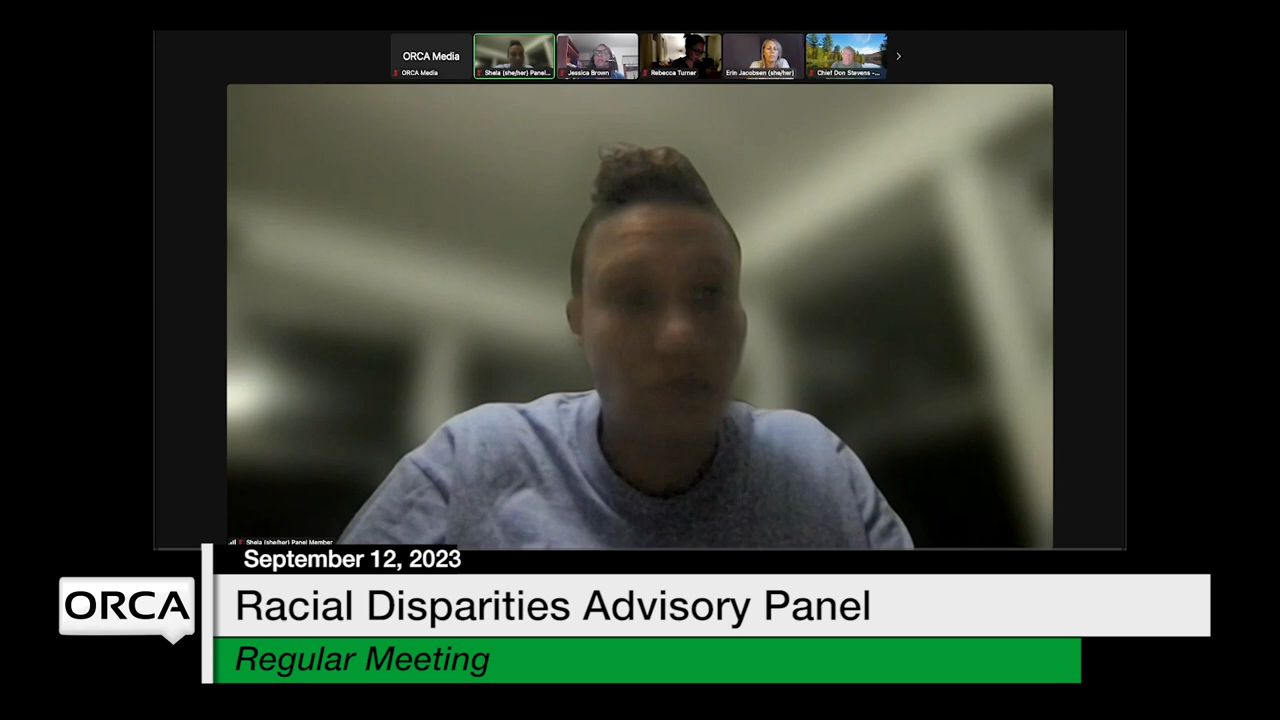 ORCA Media
ORCA Media
Shela (she/her) Panel...
Jessica Brown
Rebecca Turner
Erin Jacobsen (she/her)
Chief Don Stevens -...
Shela (she/her) Panel Member
September 12, 2023
ORCA
Racial Disparities Advisory Panel
Regular Meeting